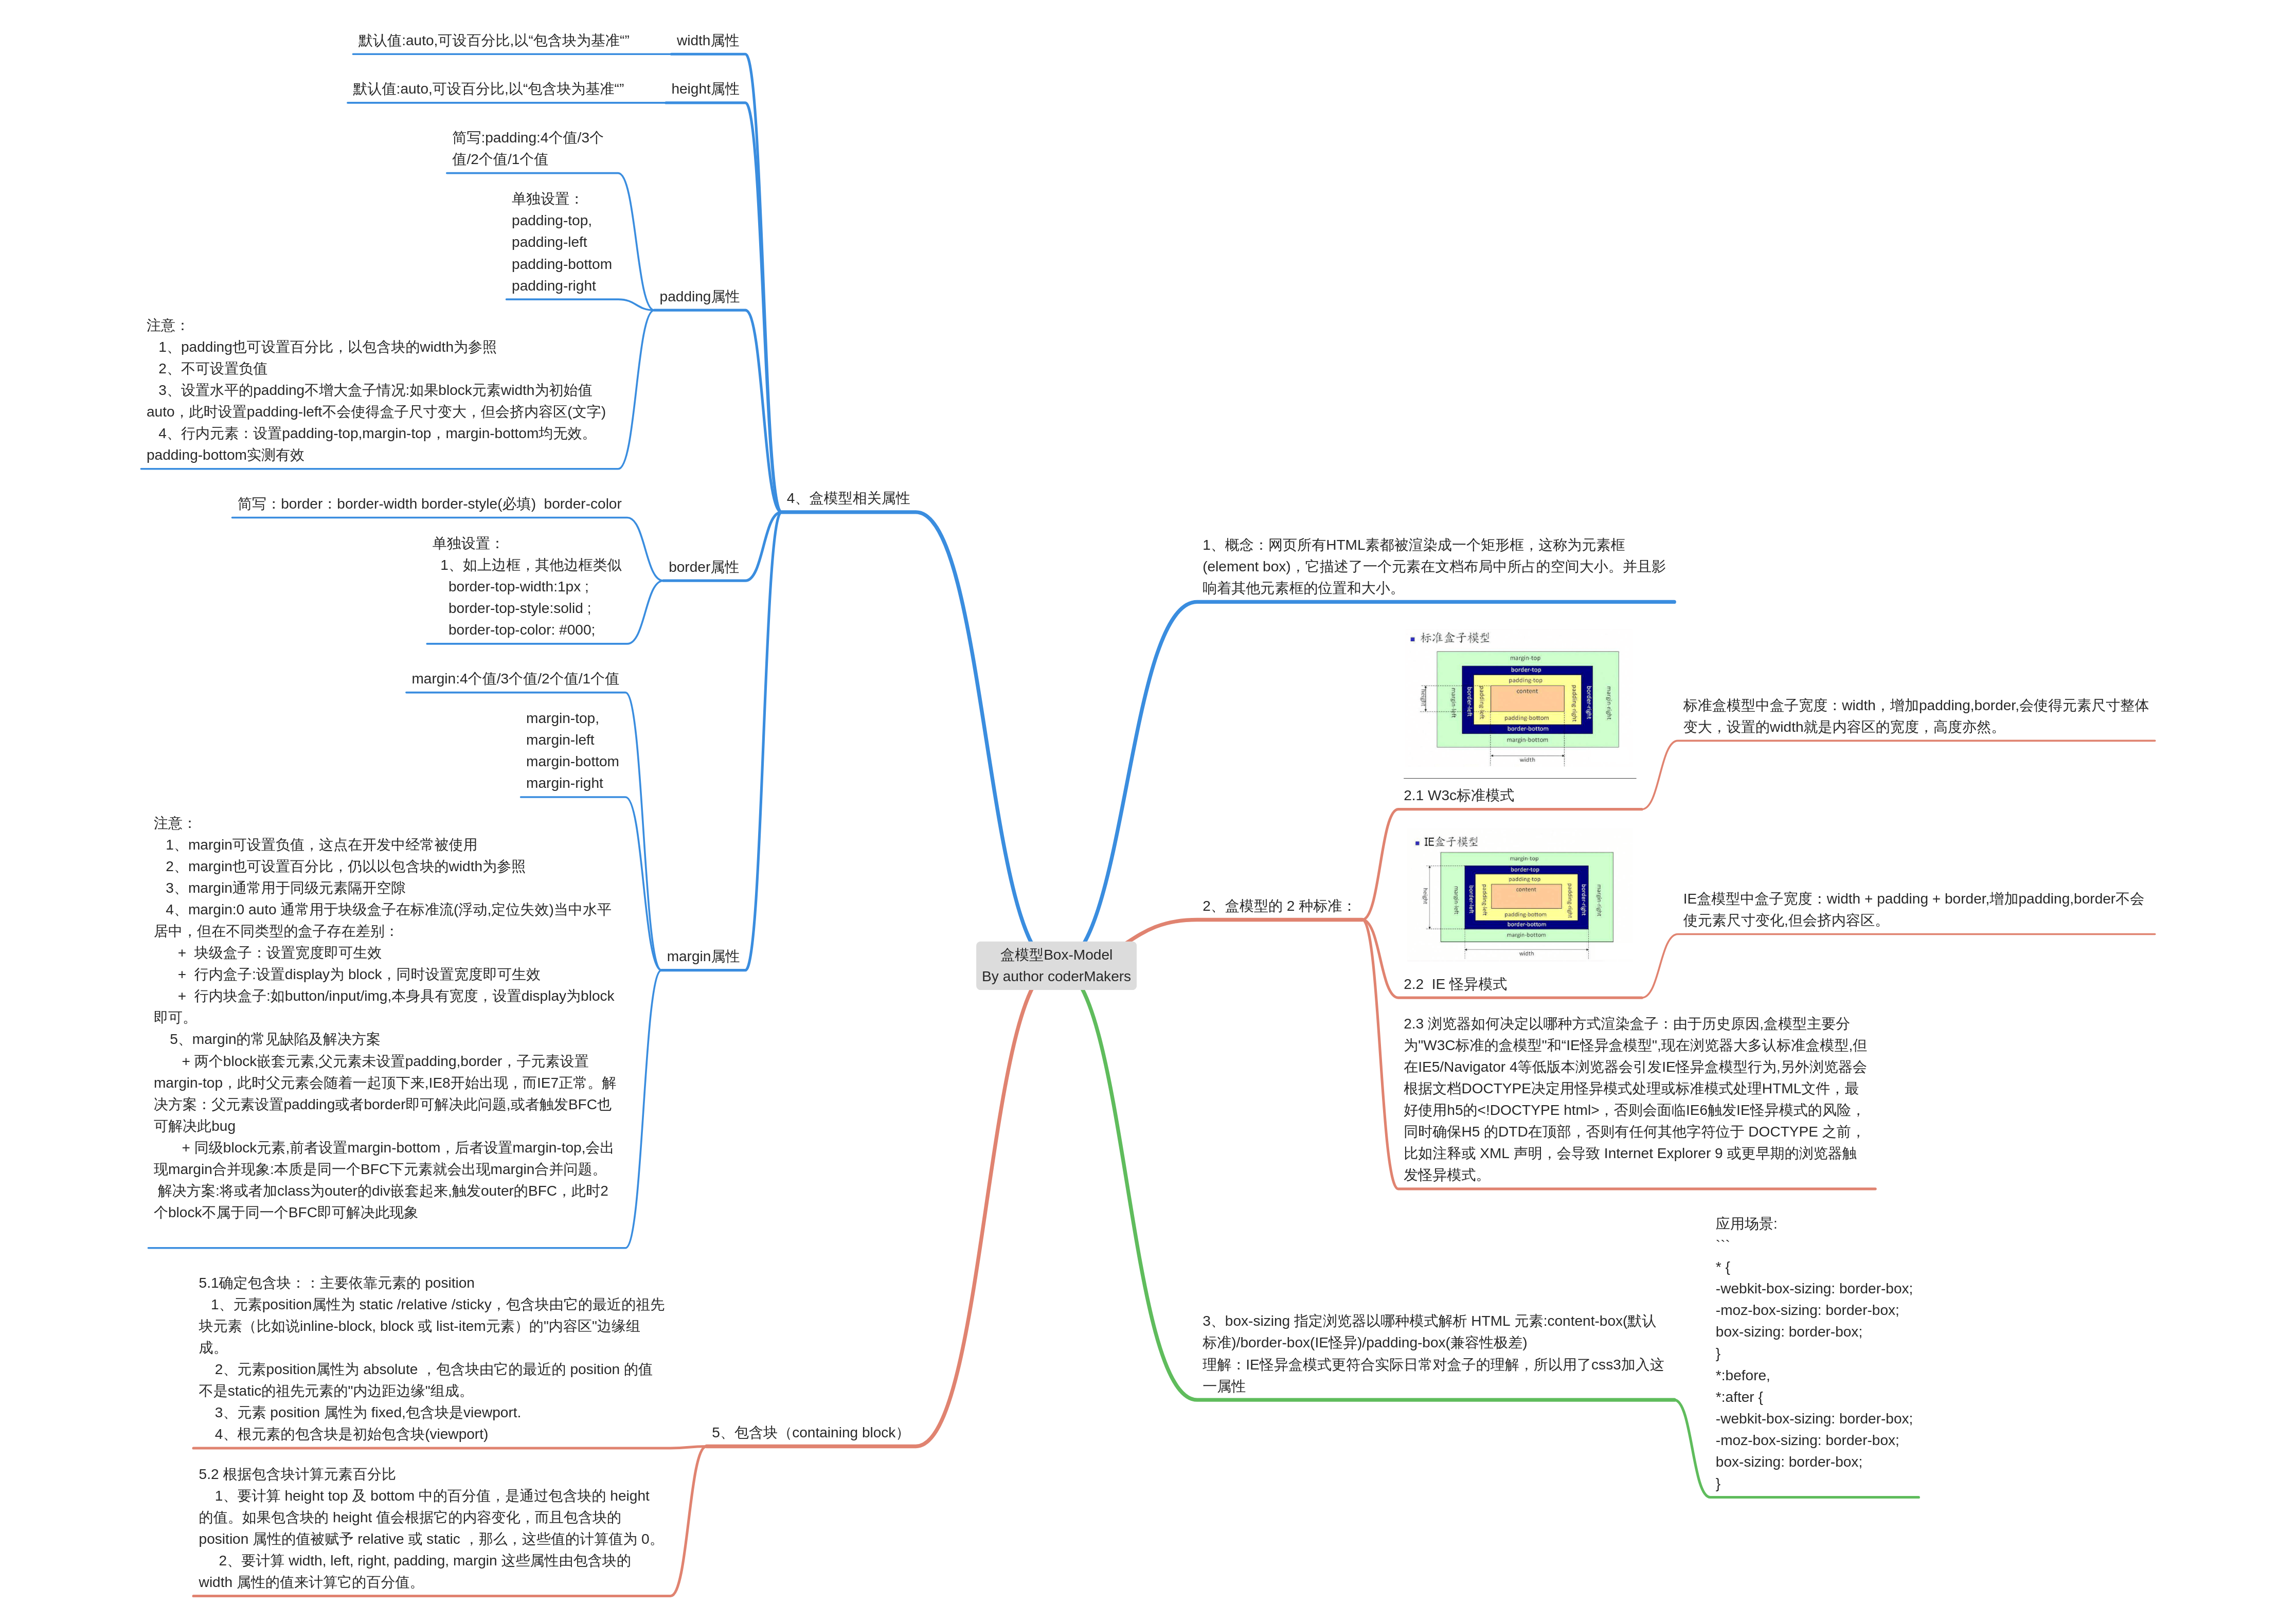 盒模型Box-Model
By author coderMakers
1、概念：网页所有HTML素都被渲染成一个矩形框，这称为元素框
(element box)，它描述了一个元素在文档布局中所占的空间大小。并且影
响着其他元素框的位置和大小。
2、盒模型的 2 种标准：
标准盒子模型
margin-top
border-top
padding-top
content
height
margin-left
border-left
padding-left
padding-right
border-right
margin-right
padding-bottom
border-bottom
margin-bottom
width
2.1 W3c标准模式
标准盒模型中盒子宽度：width，增加padding,border,会使得元素尺寸整体
变大，设置的width就是内容区的宽度，高度亦然。
IE盒子模型
margin-top
border-top
padding-top
content
height
margin-left
border-left
padding-left
padding-right
border-right
margin-right
padding-bottom
border-bottom
margin-bottom
width
2.2  IE 怪异模式
IE盒模型中盒子宽度：width + padding + border,增加padding,border不会
使元素尺寸变化,但会挤内容区。
2.3 浏览器如何决定以哪种方式渲染盒子：由于历史原因,盒模型主要分
为"W3C标准的盒模型"和“IE怪异盒模型",现在浏览器大多认标准盒模型,但
在IE5/Navigator 4等低版本浏览器会引发IE怪异盒模型行为,另外浏览器会
根据文档DOCTYPE决定用怪异模式处理或标准模式处理HTML文件，最
好使用h5的<!DOCTYPE html>，否则会面临IE6触发IE怪异模式的风险，
同时确保H5 的DTD在顶部，否则有任何其他字符位于 DOCTYPE 之前，
比如注释或 XML 声明，会导致 Internet Explorer 9 或更早期的浏览器触
发怪异模式。
3、box-sizing 指定浏览器以哪种模式解析 HTML 元素:content-box(默认
标准)/border-box(IE怪异)/padding-box(兼容性极差)
理解：IE怪异盒模式更符合实际日常对盒子的理解，所以用了css3加入这
一属性
应用场景:
```
* {
-webkit-box-sizing: border-box;
-moz-box-sizing: border-box;
box-sizing: border-box;
}
*:before,
*:after {
-webkit-box-sizing: border-box;
-moz-box-sizing: border-box;
box-sizing: border-box;
}
4、盒模型相关属性
width属性
默认值:auto,可设百分比,以“包含块为基准“”
height属性
默认值:auto,可设百分比,以“包含块为基准“”
padding属性
简写:padding:4个值/3个
值/2个值/1个值
单独设置：
padding-top,
padding-left
padding-bottom
padding-right
注意：
1、padding也可设置百分比，以包含块的width为参照
2、不可设置负值
3、设置水平的padding不增大盒子情况:如果block元素width为初始值
auto，此时设置padding-left不会使得盒子尺寸变大，但会挤内容区(文字)
4、行内元素：设置padding-top,margin-top，margin-bottom均无效。
padding-bottom实测有效
border属性
简写：border：border-width border-style(必填)  border-color
单独设置：
1、如上边框，其他边框类似
border-top-width:1px ;
border-top-style:solid ;
border-top-color: #000;
margin属性
margin:4个值/3个值/2个值/1个值
margin-top,
margin-left
margin-bottom
margin-right
注意：
1、margin可设置负值，这点在开发中经常被使用
2、margin也可设置百分比，仍以以包含块的width为参照
3、margin通常用于同级元素隔开空隙
4、margin:0 auto 通常用于块级盒子在标准流(浮动,定位失效)当中水平
居中，但在不同类型的盒子存在差别：
+  块级盒子：设置宽度即可生效
+  行内盒子:设置display为 block，同时设置宽度即可生效
+  行内块盒子:如button/input/img,本身具有宽度，设置display为block
即可。
5、margin的常见缺陷及解决方案
+ 两个block嵌套元素,父元素未设置padding,border，子元素设置
margin-top，此时父元素会随着一起顶下来,IE8开始出现，而IE7正常。解
决方案：父元素设置padding或者border即可解决此问题,或者触发BFC也
可解决此bug
+ 同级block元素,前者设置margin-bottom，后者设置margin-top,会出
现margin合并现象:本质是同一个BFC下元素就会出现margin合并问题。
解决方案:将或者加class为outer的div嵌套起来,触发outer的BFC，此时2
个block不属于同一个BFC即可解决此现象
5、包含块（containing block）
5.1确定包含块：：主要依靠元素的 position
1、元素position属性为 static /relative /sticky，包含块由它的最近的祖先
块元素（比如说inline-block, block 或 list-item元素）的"内容区"边缘组
成。
2、元素position属性为 absolute ，包含块由它的最近的 position 的值
不是static的祖先元素的"内边距边缘"组成。
3、元素 position 属性为 fixed,包含块是viewport.
4、根元素的包含块是初始包含块(viewport)
5.2 根据包含块计算元素百分比
1、要计算 height top 及 bottom 中的百分值，是通过包含块的 height
的值。如果包含块的 height 值会根据它的内容变化，而且包含块的
position 属性的值被赋予 relative 或 static ，那么，这些值的计算值为 0。
2、要计算 width, left, right, padding, margin 这些属性由包含块的
width 属性的值来计算它的百分值。